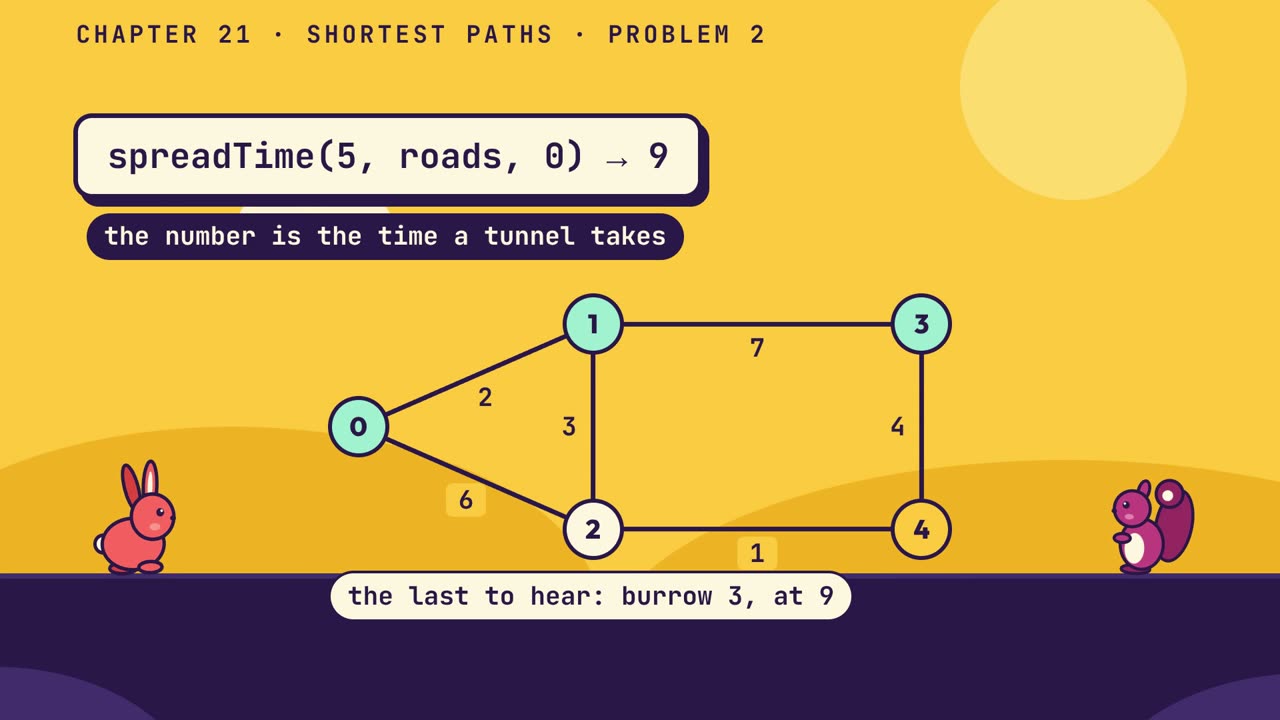 CHAPTER 21 · SHORTEST PATHS · PROBLEM 2
spreadTime(5, roads, 0) → 9
the number is the time a tunnel takes
1
3
7
2
0
3
4
6
2
4
1
the last to hear: burrow 3, at 9